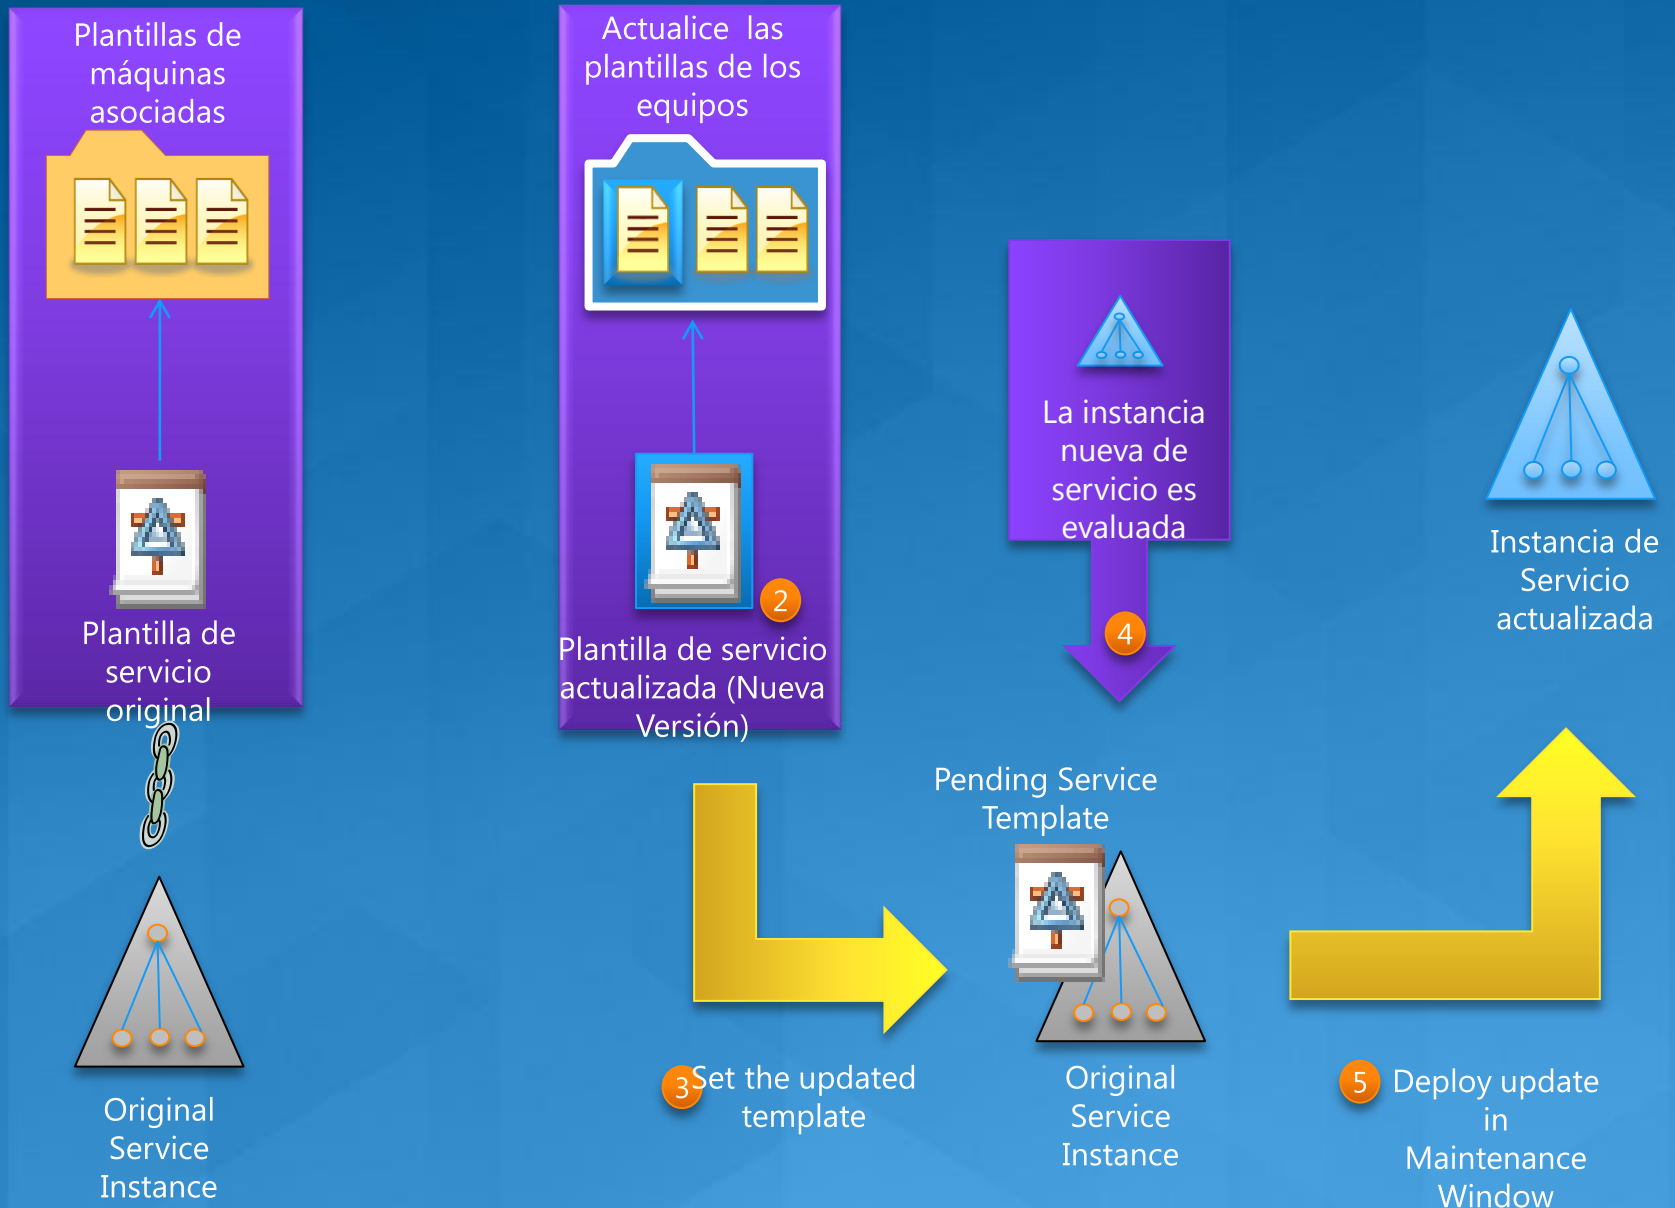 Plantillas de
máquinas
asociadas
Plantilla de
servicio
original
Original
Service
Instance
Actualice  las
plantillas de los
equipos
2
Plantilla de servicio
actualizada (Nueva
Versión)
3
Set the updated
template
La instancia
nueva de
servicio es
evaluada
4
Pending Service
Template
Original
Service
Instance
Instancia de
Servicio
actualizada
5
Deploy update
in
Maintenance
Window